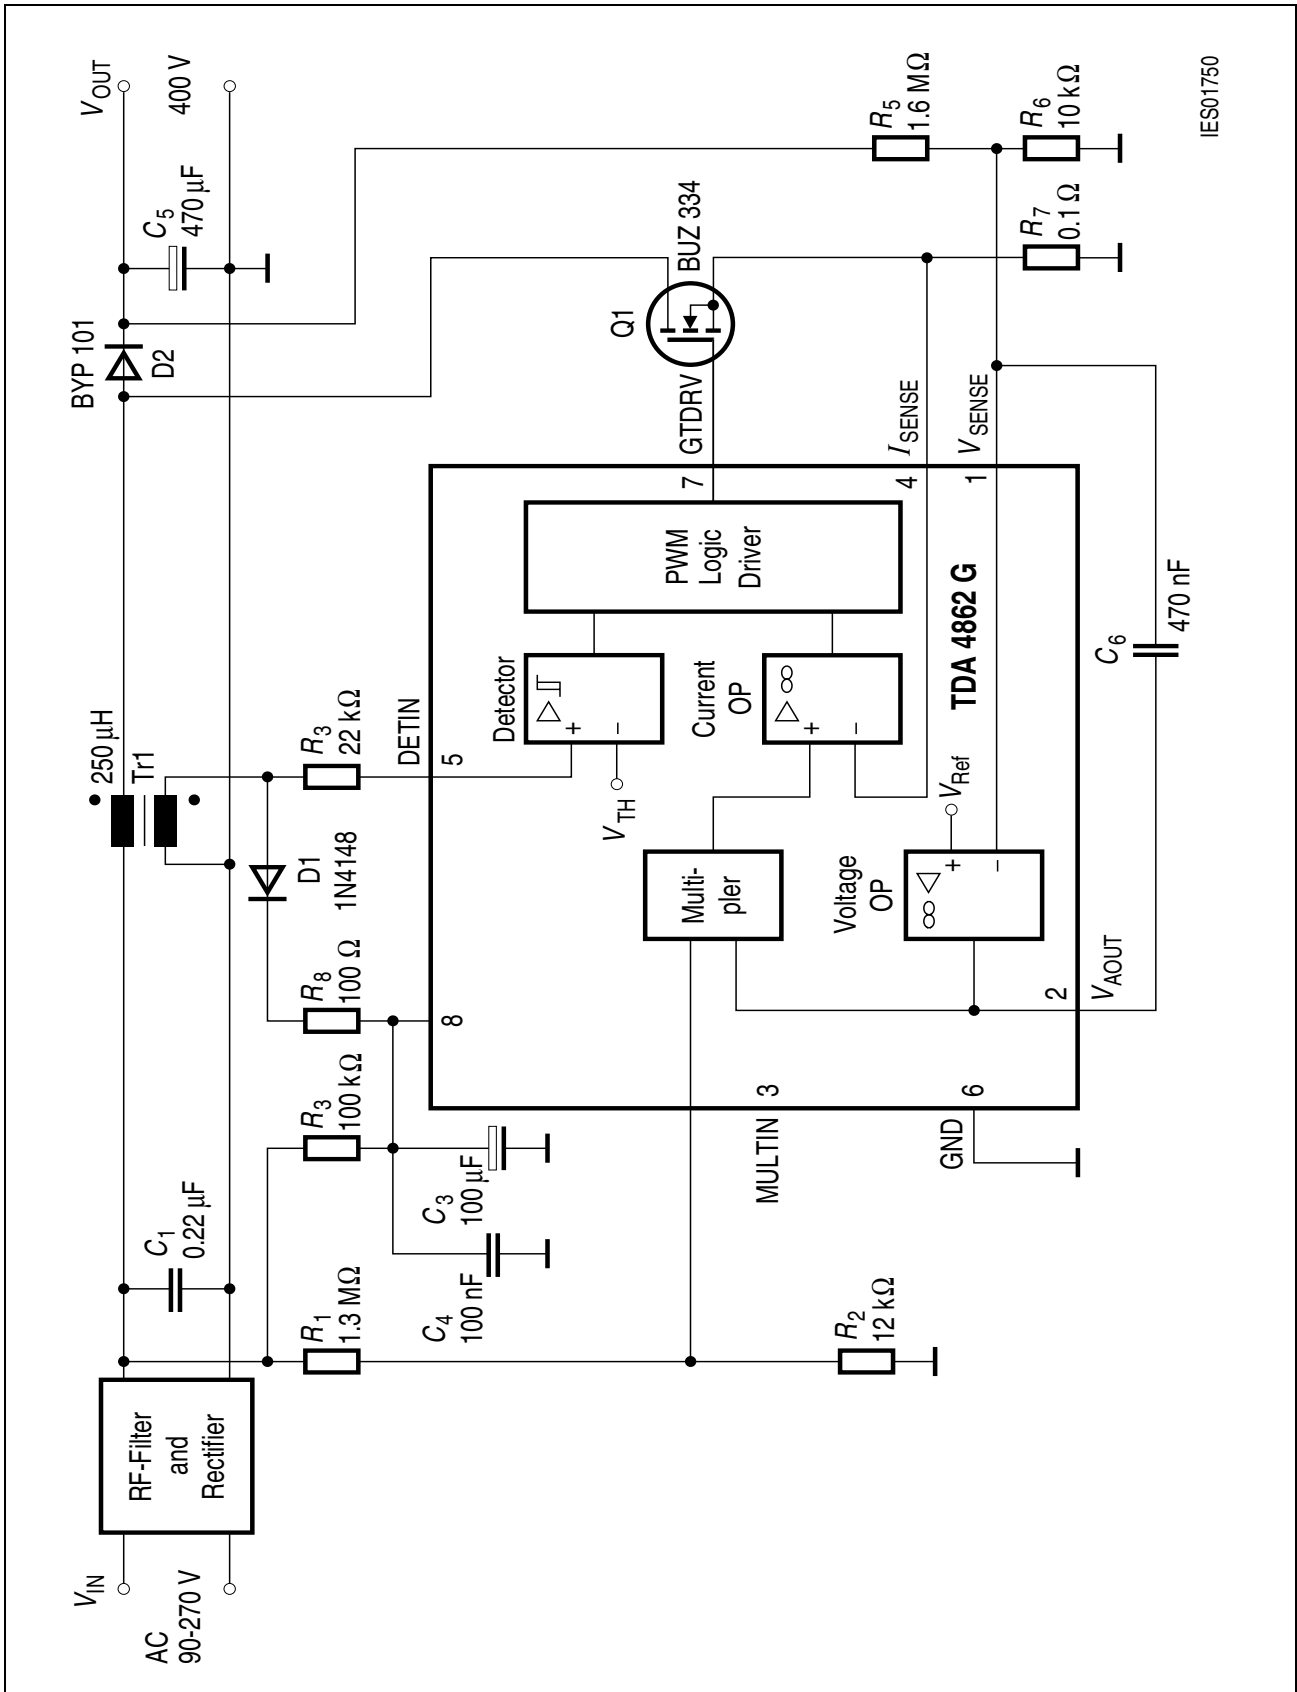 V_IN
AC
90-270 V
RF-Filter
and
Rectifier
C1
0.22 µF
250 µH
Tr1
BYP 101
D2
C5
470 µF
V_OUT
400 V
R1
1.3 MΩ
R3
100 kΩ
R8
100 Ω
D1
1N4148
R3
22 kΩ
C4
100 nF
C3
100 µF
8
5
DETIN
Detector
+
−
V_TH
Multi-
pler
Current
OP
∞
+
−
PWM
Logic
Driver
7
GTDRV
Q1
BUZ 334
MULTIN
3
R2
12 kΩ
GND
6
Voltage
OP
∞
+
−
V_Ref
TDA 4862 G
4
I_SENSE
1
V_SENSE
R5
1.6 MΩ
R7
0.1 Ω
R6
10 kΩ
2
V_AOUT
C6
470 nF
IES01750